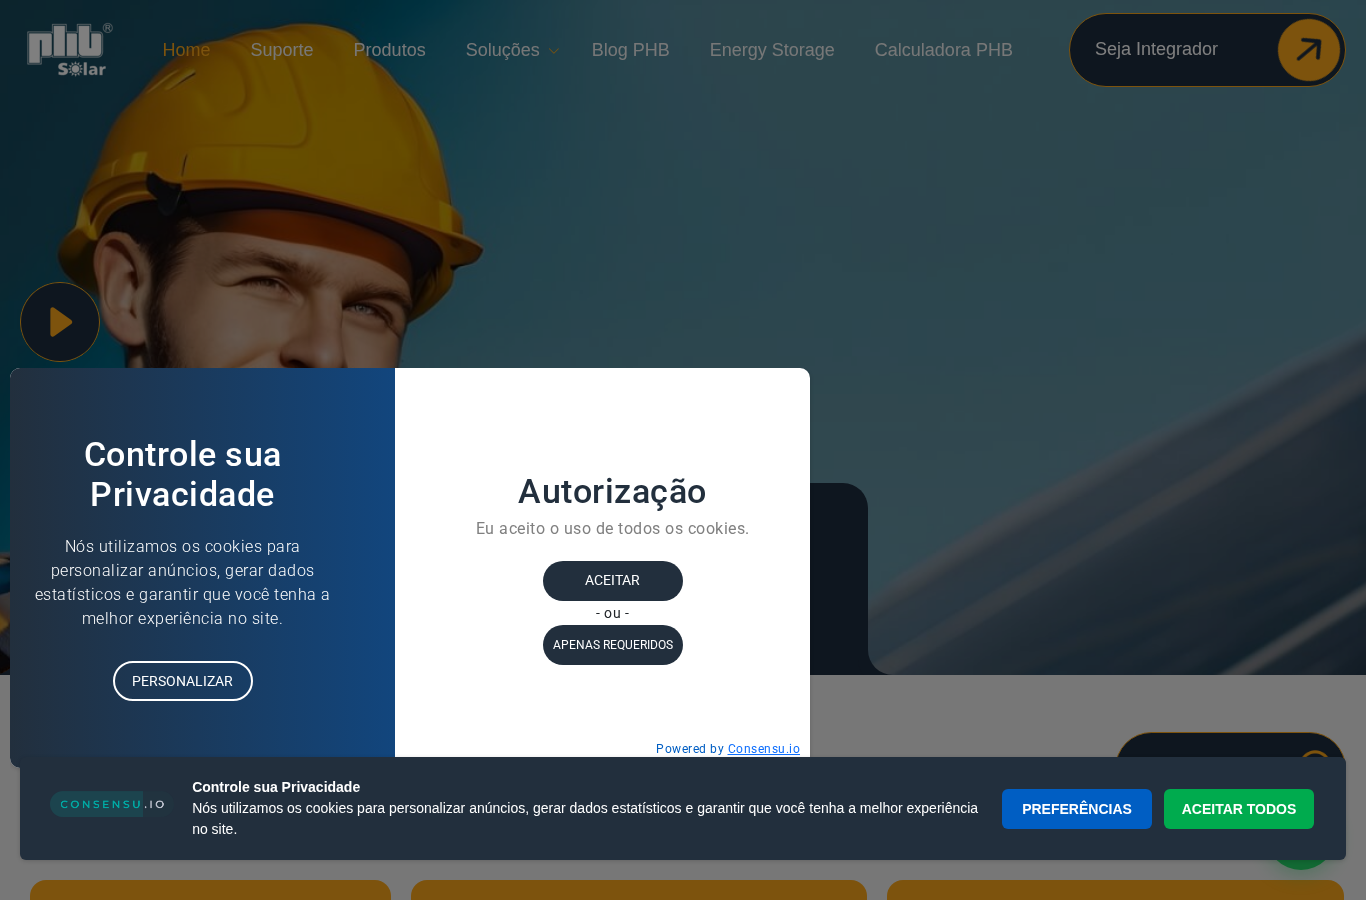 phb®
Solar
Home
Suporte
Produtos
Soluções
Blog PHB
Energy Storage
Calculadora PHB
Seja Integrador
Controle sua
Privacidade
Nós utilizamos os cookies para
personalizar anúncios, gerar dados
estatísticos e garantir que você tenha a
melhor experiência no site.
PERSONALIZAR
Autorização
Eu aceito o uso de todos os cookies.
ACEITAR
- ou -
APENAS REQUERIDOS
Powered by Consensu.io
CONSENSU.IO
Controle sua Privacidade
Nós utilizamos os cookies para personalizar anúncios, gerar dados estatísticos e garantir que você tenha a melhor experiência
no site.
PREFERÊNCIAS
ACEITAR TODOS